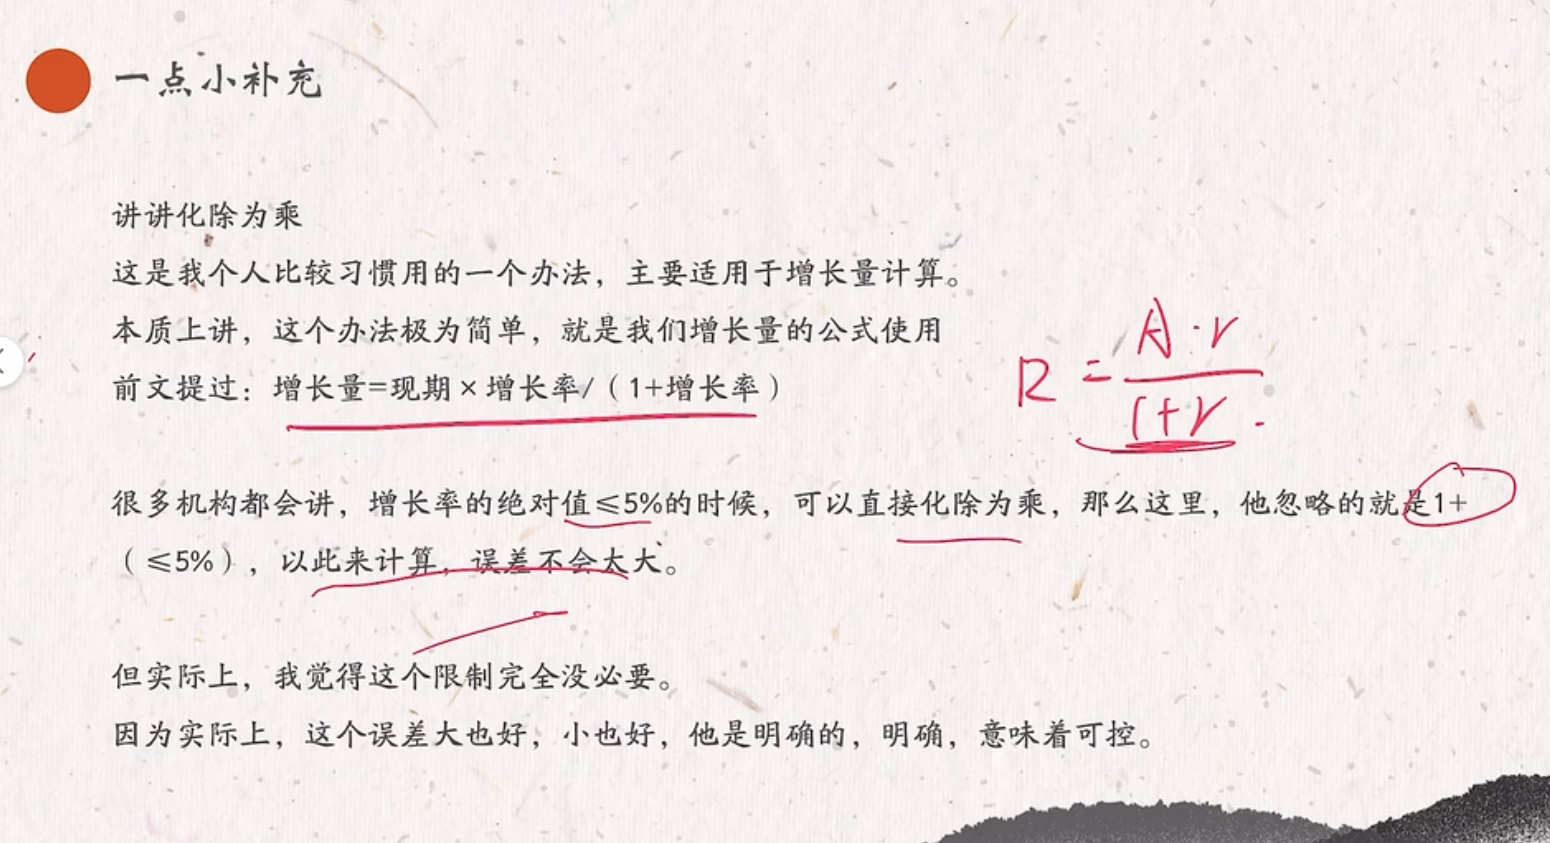 一点小补充
讲讲化除为乘
这是我个人比较习惯用的一个办法，主要适用于增长量计算。
本质上讲，这个办法极为简单，就是我们增长量的公式使用
前文提过：增长量=现期×增长率/（1+增长率）
R = A·r
1+r
很多机构都会讲，增长率的绝对值≤5%的时候，可以直接化除为乘，那么这里，他忽略的就是1+
（≤5%），以此来计算，误差不会太大。
但实际上，我觉得这个限制完全没必要。
因为实际上，这个误差大也好，小也好，他是明确的，明确，意味着可控。